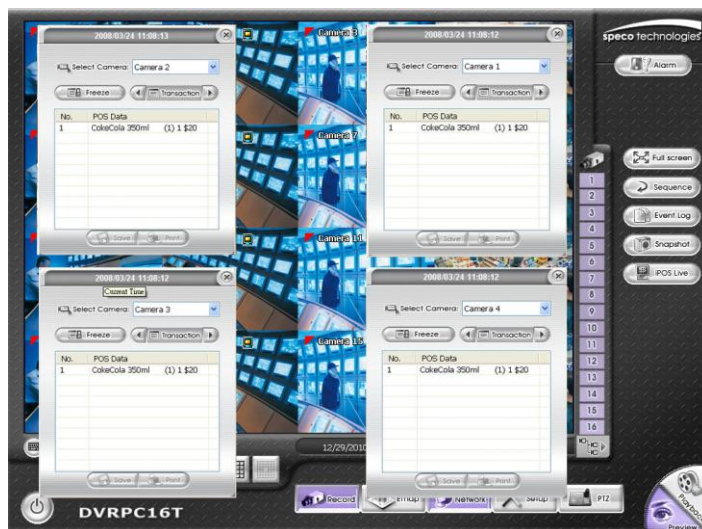 2008/03/24 11:08:13
Select Camera: Camera 2
Freeze Transaction
No. POS Data
1 CokeCola 350ml (1) 1 $20
Save Print
Camera 3
2008/03/24 11:08:12
Select Camera: Camera 1
Freeze Transaction
No. POS Data
1 CokeCola 350ml (1) 1 $20
Save Print
Camera 7
Camera 11
speco technologies
Alarm
Full screen
Sequence
Event Log
Snapshot
POS Live
1
2
3
4
5
6
7
8
9
10
11
12
13
14
15
16
2008/03/24 11:08:12
Current Time
Select Camera: Camera 3
Freeze Transaction
No. POS Data
1 CokeCola 350ml (1) 1 $20
Save Print
Camera 15
2008/03/24 11:08:12
Select Camera: Camera 4
Freeze Transaction
No. POS Data
1 CokeCola 350ml (1) 1 $20
Save Print
12/29/2010
DVRPC16T
Record Emap Network Setup PTZ
Playback
Preview